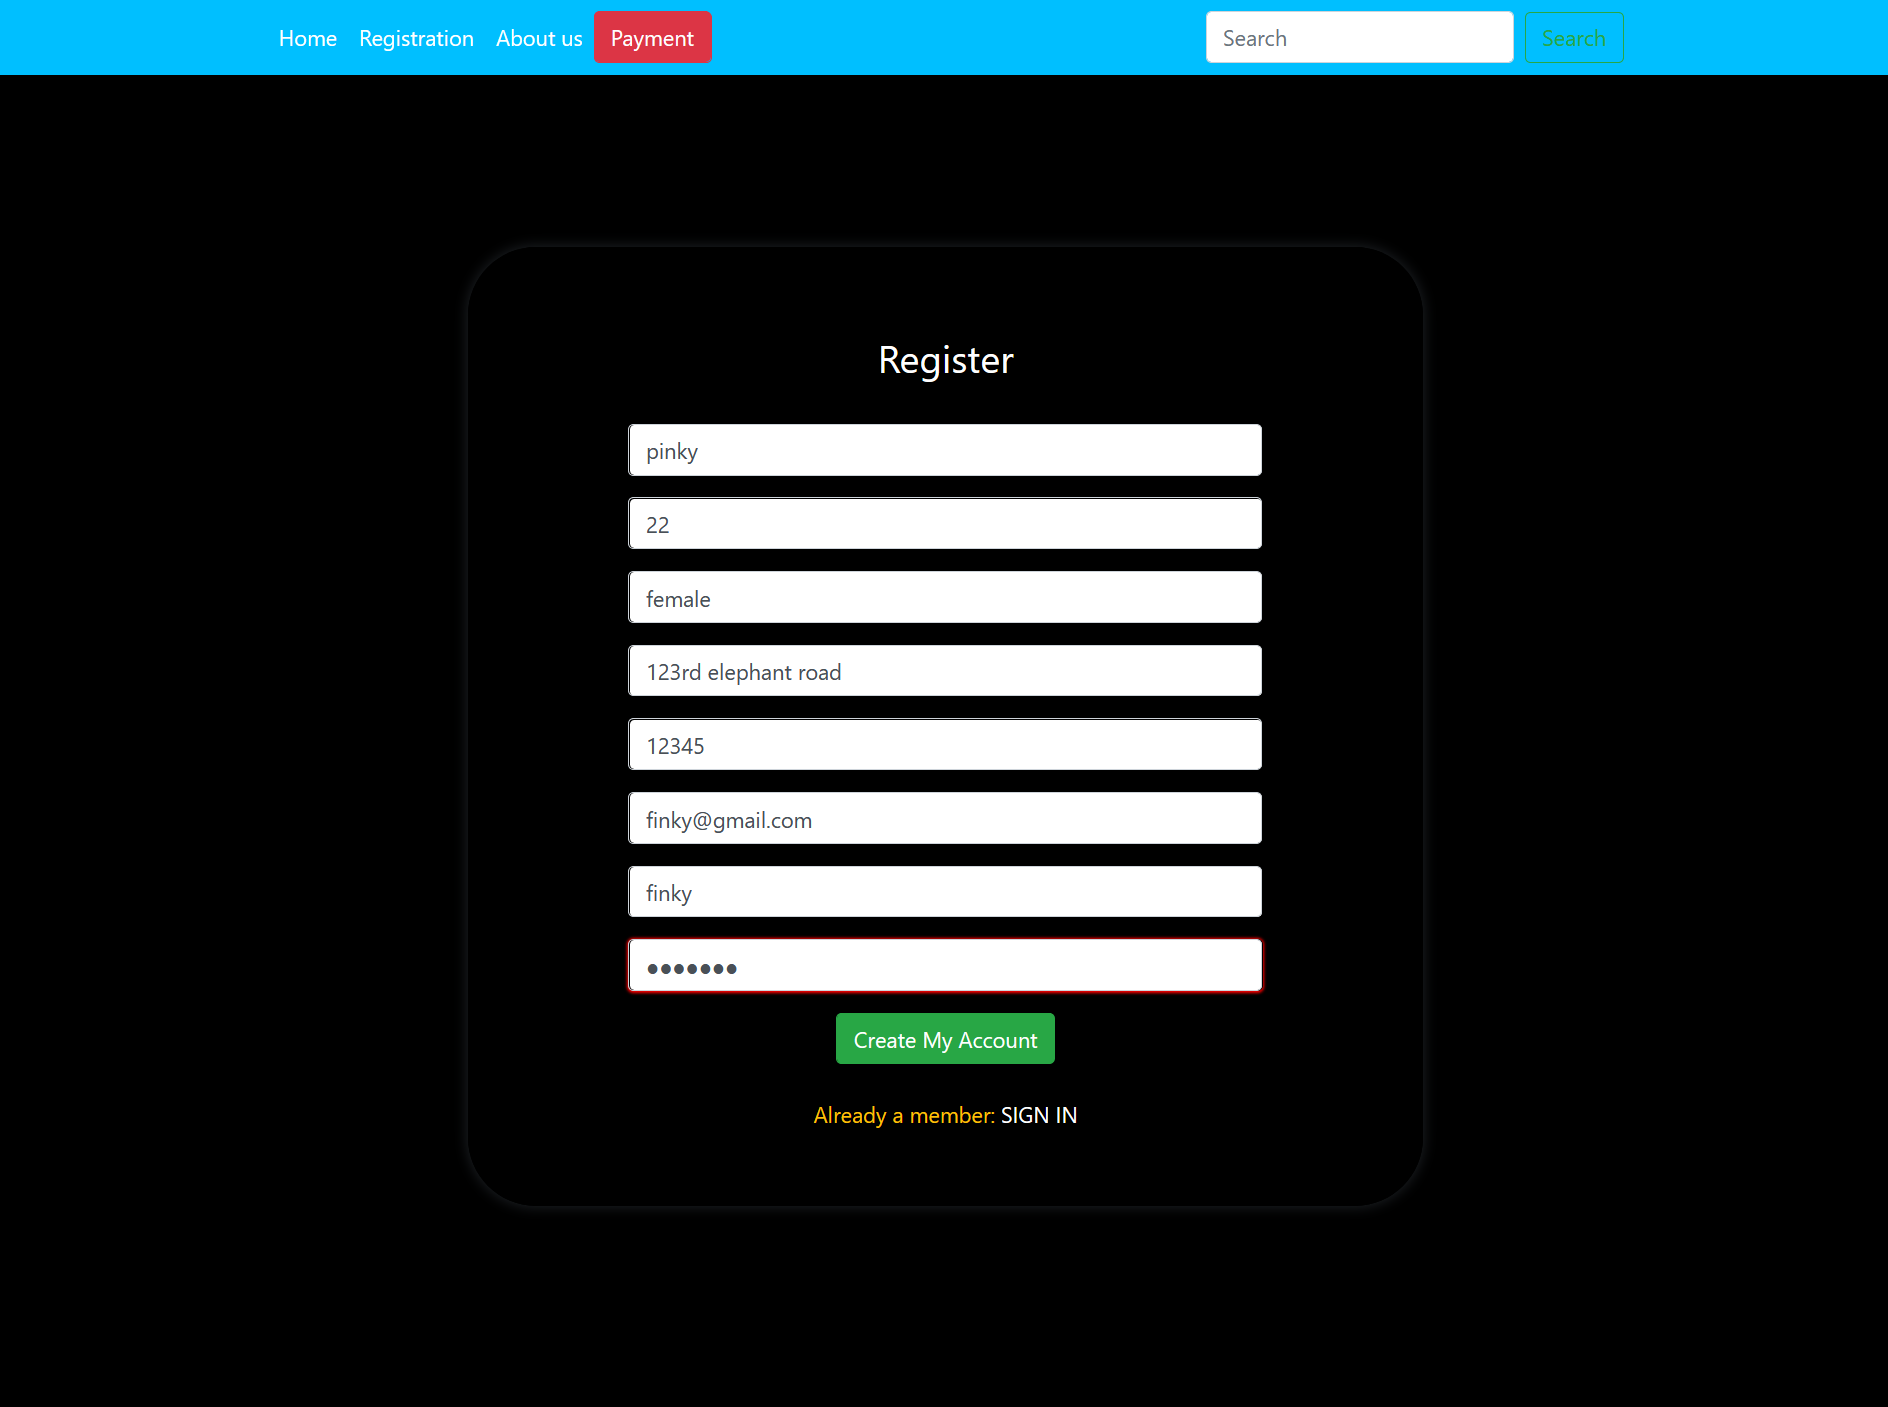 Home Registration About us Payment Search Search
Register
pinky
22
female
123rd elephant road
12345
finky@gmail.com
finky
●●●●●●●
Create My Account
Already a member: SIGN IN